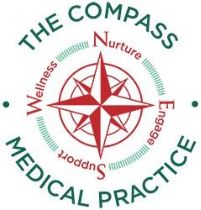 THE COMPASS
Nurture
Engage
Support
Wellness
MEDICAL PRACTICE